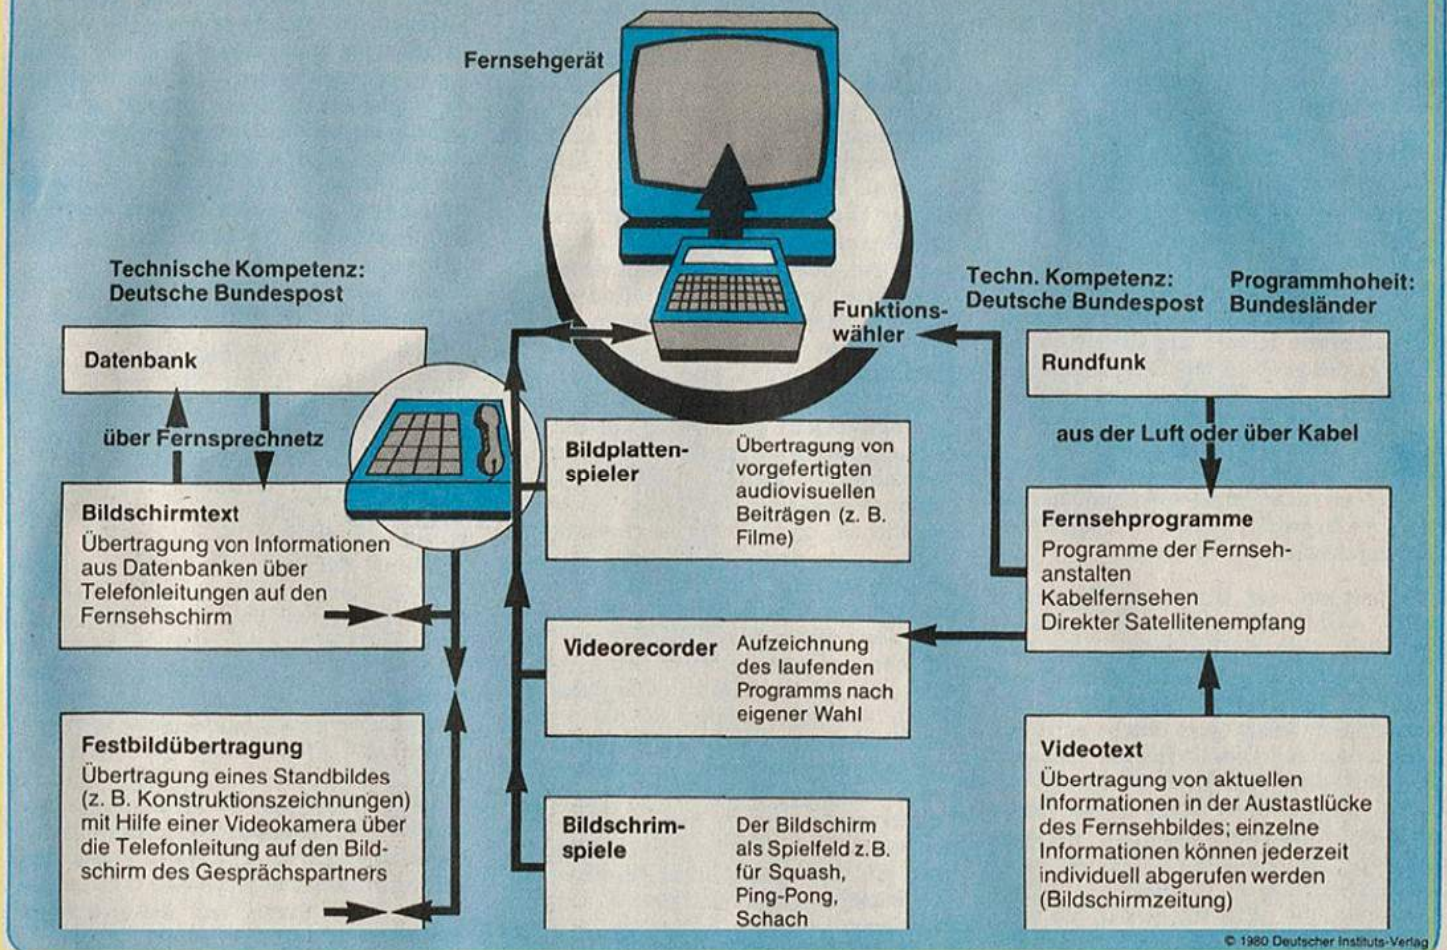 Fernsehgerät
Technische Kompetenz:
Deutsche Bundespost
Datenbank
über Fernsprechnetz
Bildschirmtext
Übertragung von Informationen
aus Datenbanken über
Telefonleitungen auf den
Fernsehschirm
Festbildübertragung
Übertragung eines Standbildes
(z. B. Konstruktionszeichnungen)
mit Hilfe einer Videokamera über
die Telefonleitung auf den Bild-
schirm des Gesprächspartners
Funktions-
wähler
Bildplatten-
spieler
Übertragung von
vorgefertigten
audiovisuellen
Beiträgen (z. B.
Filme)
Videorecorder
Aufzeichnung
des laufenden
Programms nach
eigener Wahl
Bildschrim-
spiele
Der Bildschirm
als Spielfeld z.B.
für Squash,
Ping-Pong,
Schach
Techn. Kompetenz:
Deutsche Bundespost
Programmhoheit:
Bundesländer
Rundfunk
aus der Luft oder über Kabel
Fernsehprogramme
Programme der Fernseh-
anstalten
Kabelfernsehen
Direkter Satellitenempfang
Videotext
Übertragung von aktuellen
Informationen in der Austastlücke
des Fernsehbildes; einzelne
Informationen können jederzeit
individuell abgerufen werden
(Bildschirmzeitung)
© 1980 Deutscher Instituts-Verlag